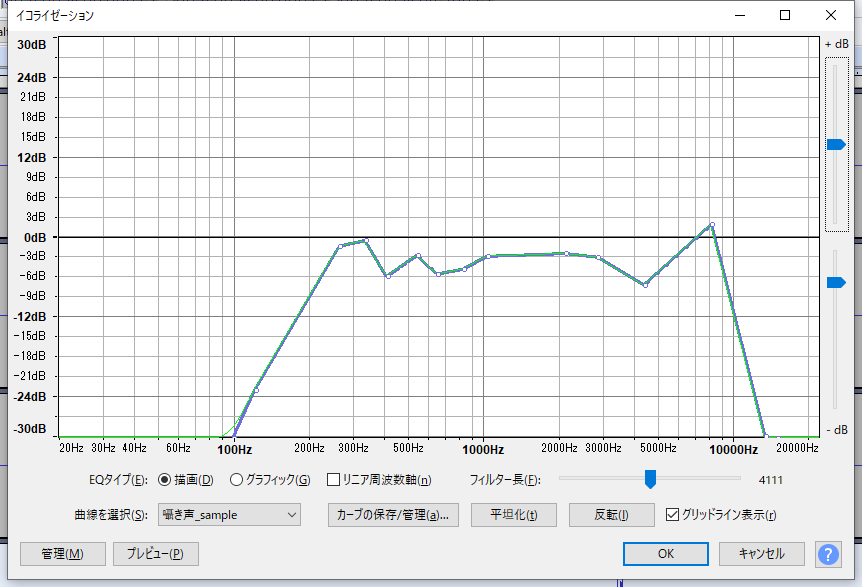 イコライゼーション
+ dB
30dB
24dB
21dB
18dB
15dB
12dB
9dB
6dB
3dB
0dB
-3dB
-6dB
-9dB
-12dB
-15dB
-18dB
-21dB
-24dB
-30dB
- dB
20Hz 30Hz 40Hz 60Hz 100Hz 200Hz 300Hz 500Hz 1000Hz 2000Hz 3000Hz 5000Hz 10000Hz 20000Hz
EQタイプ(E): 描画(D) グラフィック(G) リニア周波数軸(n) フィルター長(F): 4111
曲線を選択(S): 囁き声_sample カーブの保存/管理(a)... 平坦化(t) 反転(I) グリッドライン表示(r)
管理(M) プレビュー(P) OK キャンセル ?